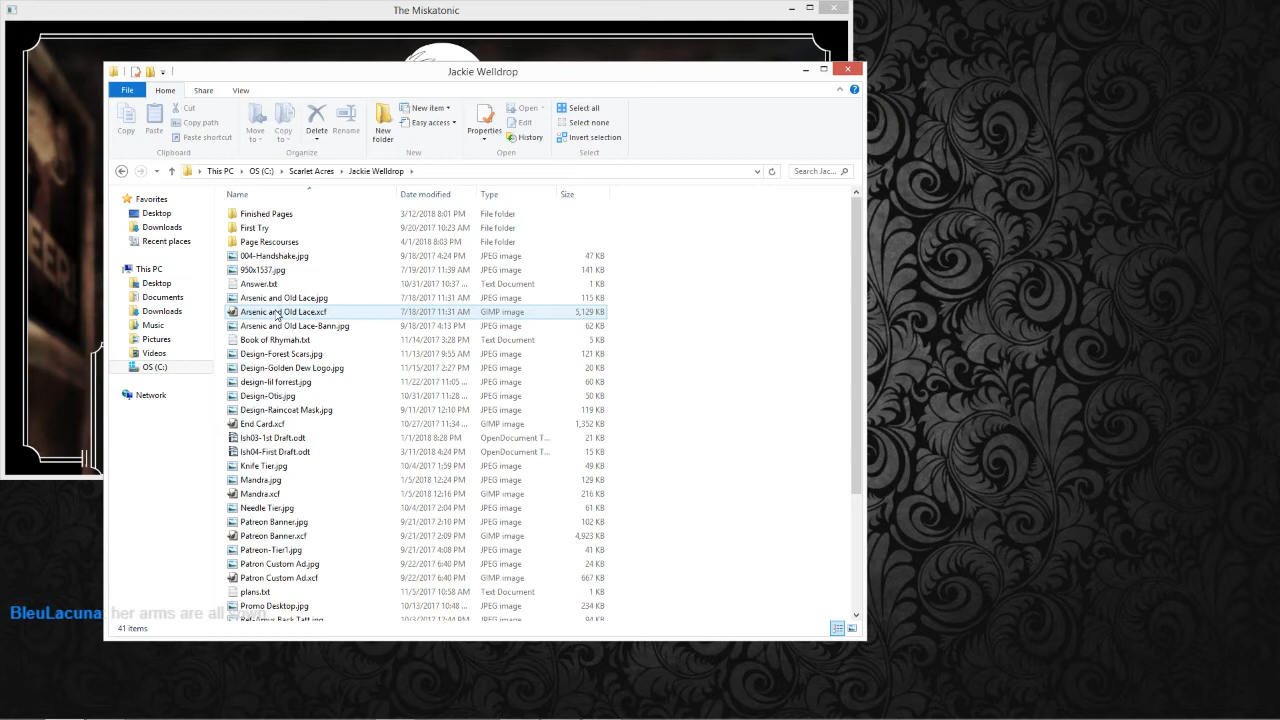 The Miskatonic
Jackie Welldrop
File Home Share View
Copy Paste Cut Copy path Paste shortcut Move to Copy to Delete Rename New folder New item Easy access Properties Open Edit History Select all Select none Invert selection
Clipboard Organize New Open Select
This PC OS (C:) Scarlet Acres Jackie Welldrop Search Jac...
Favorites
Desktop
Downloads
Recent places
This PC
Desktop
Documents
Downloads
Music
Pictures
Videos
OS (C:)
Network
Name Date modified Type Size
Finished Pages 3/12/2018 8:01 PM File folder
First Try 9/20/2017 10:23 AM File folder
Page Rescourses 4/1/2018 8:03 PM File folder
004-Handshake.jpg 9/18/2017 4:24 PM JPEG image 47 KB
950x1537.jpg 7/19/2017 11:39 AM JPEG image 141 KB
Answer.txt 10/31/2017 10:37 ... Text Document 1 KB
Arsenic and Old Lace.jpg 7/18/2017 11:31 AM JPEG image 115 KB
Arsenic and Old Lace.xcf 7/18/2017 11:31 AM GIMP image 5,129 KB
Arsenic and Old Lace-Bann.jpg 9/18/2017 4:13 PM JPEG image 62 KB
Book of Rhymah.txt 11/14/2017 3:28 PM Text Document 5 KB
Design-Forest Scars.jpg 11/13/2017 9:55 AM JPEG image 121 KB
Design-Golden Dew Logo.jpg 11/15/2017 2:27 PM JPEG image 20 KB
design-lil forrest.jpg 11/22/2017 11:05 ... JPEG image 60 KB
Design-Otis.jpg 10/31/2017 11:28 ... JPEG image 50 KB
Design-Raincoat Mask.jpg 9/11/2017 12:10 PM JPEG image 119 KB
End Card.xcf 10/27/2017 11:34 ... GIMP image 1,352 KB
Ish03-1st Draft.odt 1/1/2018 8:28 PM OpenDocument T... 21 KB
Ish04-First Draft.odt 3/11/2018 4:24 PM OpenDocument T... 15 KB
Knife Tier.jpg 10/4/2017 1:59 PM JPEG image 49 KB
Mandra.jpg 1/5/2018 12:24 PM JPEG image 129 KB
Mandra.xcf 1/5/2018 12:16 PM GIMP image 216 KB
Needle Tier.jpg 10/4/2017 2:04 PM JPEG image 61 KB
Patreon Banner.jpg 9/21/2017 2:10 PM JPEG image 102 KB
Patreon Banner.xcf 9/21/2017 2:09 PM GIMP image 4,923 KB
Patreon-Tier1.jpg 9/21/2017 4:08 PM JPEG image 41 KB
Patron Custom Ad.jpg 9/22/2017 6:40 PM JPEG image 24 KB
Patron Custom Ad.xcf 9/22/2017 6:40 PM GIMP image 667 KB
plans.txt 11/5/2017 10:58 AM Text Document 1 KB
Promo Desktop.jpg 10/13/2017 10:48 ... JPEG image 234 KB
BleuLacuna: her arms are all
41 items